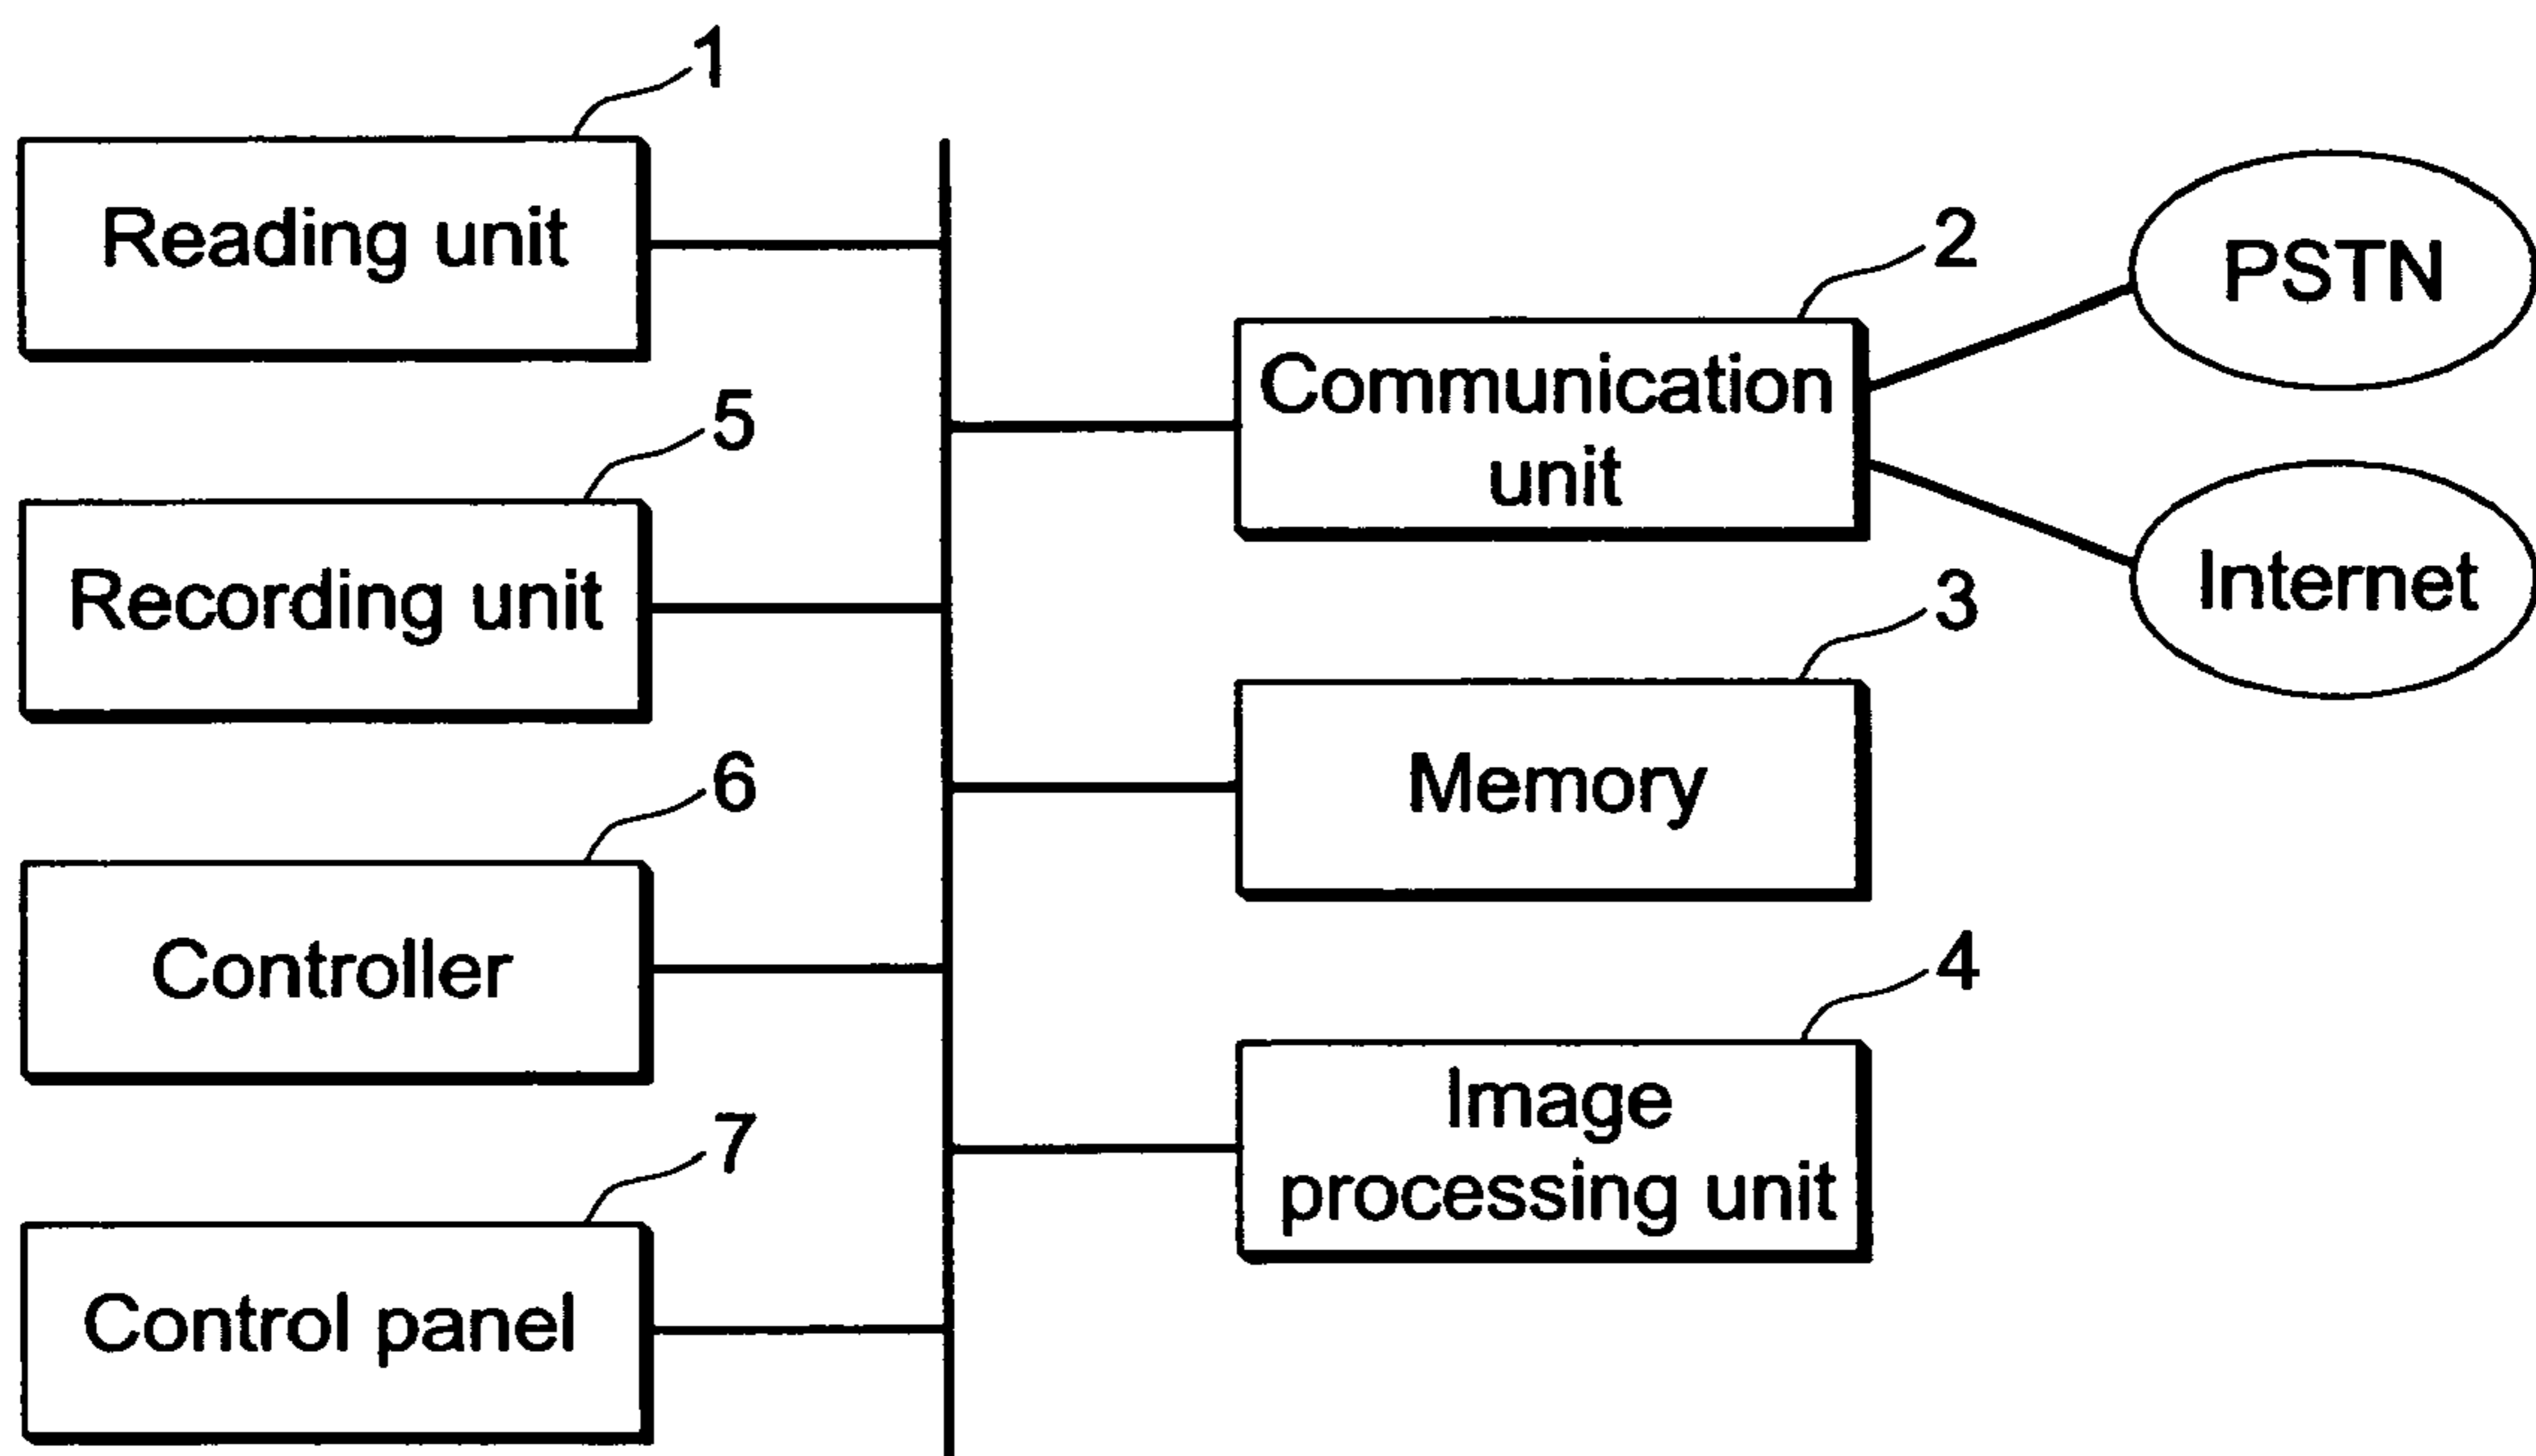 1
Reading unit
5
Recording unit
6
Controller
7
Control panel
2
Communication
unit
3
Memory
4
Image
processing unit
PSTN
Internet